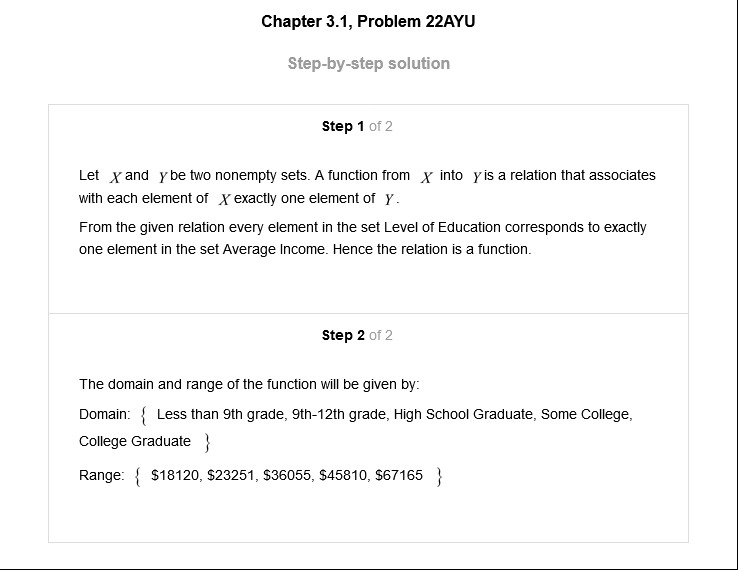 Chapter 3.1, Problem 22AYU
Step-by-step solution
Step 1 of 2
Let X and Y be two nonempty sets. A function from X into Y is a relation that associates
with each element of X exactly one element of Y.
From the given relation every element in the set Level of Education corresponds to exactly
one element in the set Average Income. Hence the relation is a function.
Step 2 of 2
The domain and range of the function will be given by:
Domain: { Less than 9th grade, 9th-12th grade, High School Graduate, Some College,
College Graduate }
Range: { $18120, $23251, $36055, $45810, $67165 }